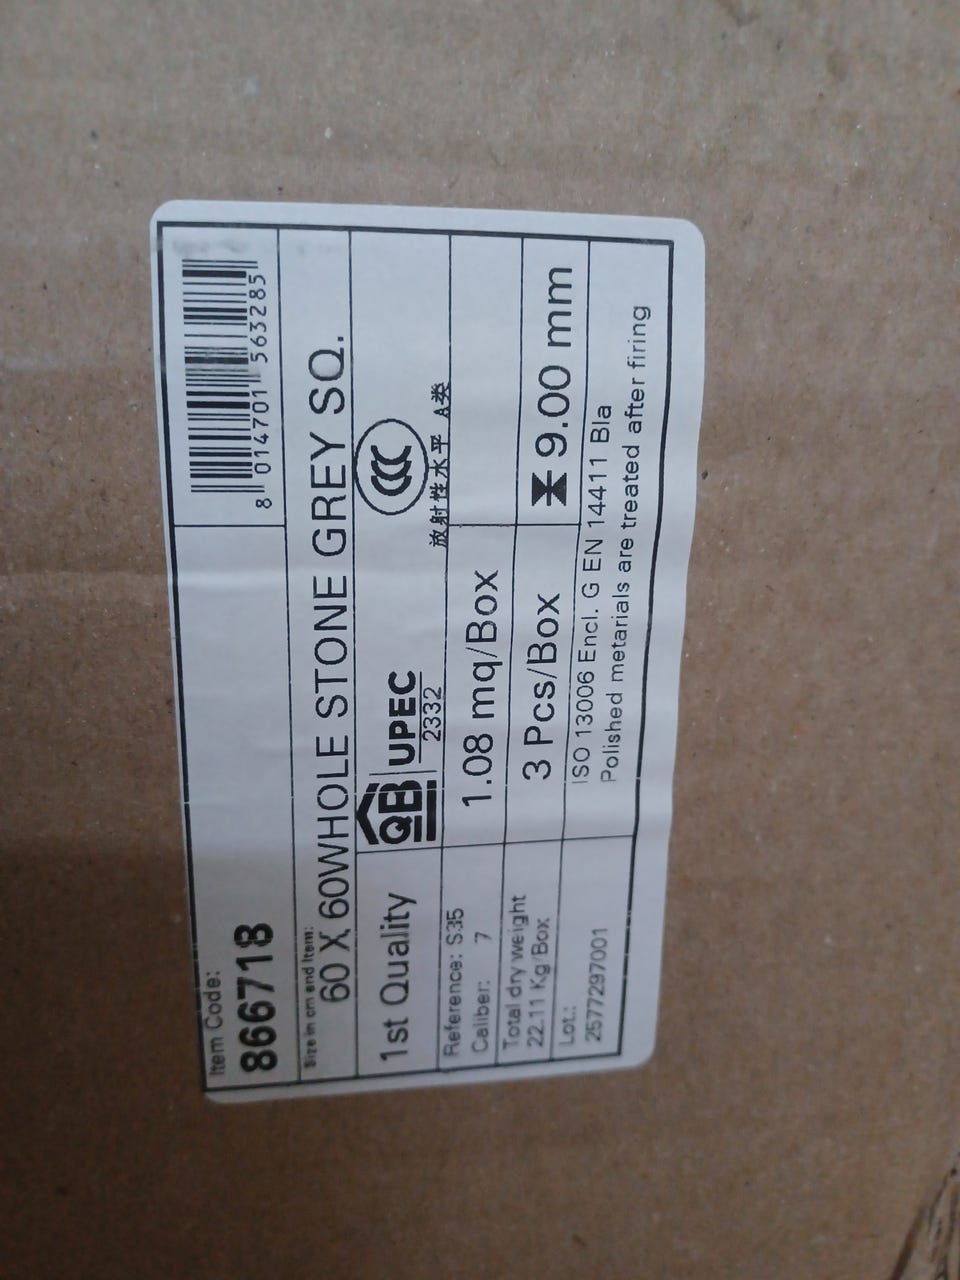 Item Code:
866718
8 014701 563285
Size in cm and Item:
60 X 60WHOLE STONE GREY SQ.
1st Quality
QB UPEC
2332
CCC
放射性水平 A类
Reference: S35
Caliber: 7
1.08 mq/Box
Total dry weight
22.11 Kg/Box
3 Pcs/Box
9.00 mm
Lot.:
2577297001
ISO 13006 Encl. G EN 14411 BIa
Polished metarials are treated after firing